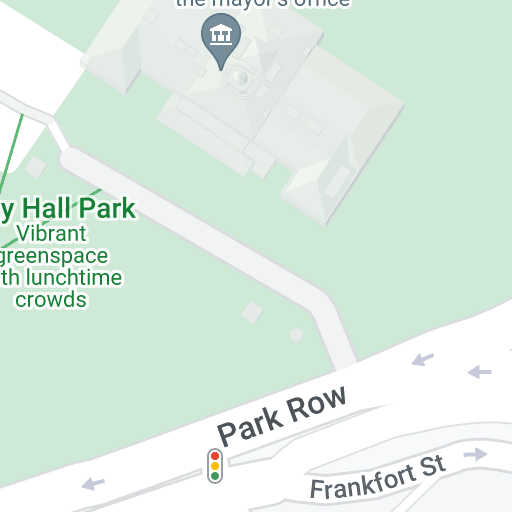 the mayor's office
y Hall Park
Vibrant
greenspace
th lunchtime
crowds
Park Row
Frankfort St